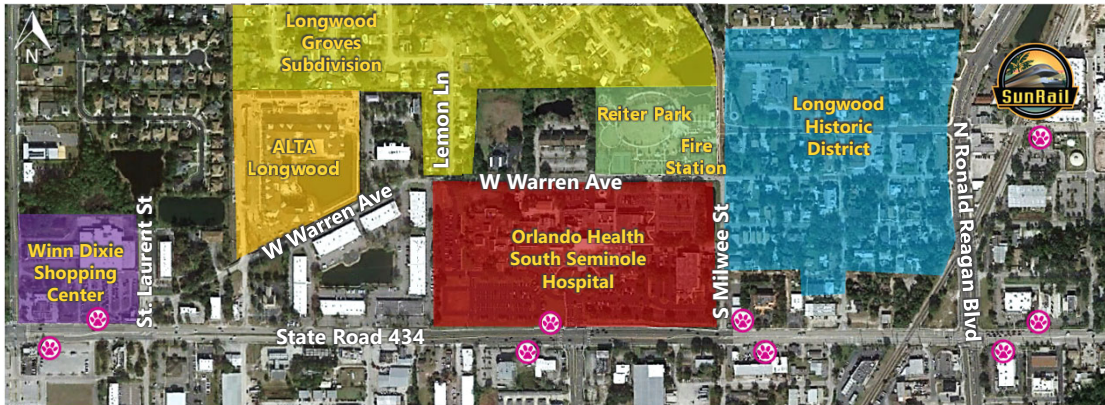 Longwood
Groves
Subdivision
N
SunRail
Lemon Ln
Reiter Park
Longwood
Historic
District
ALTA
Longwood
Fire
Station
N Ronald Reagan Blvd
W Warren Ave
W Warren Ave
St. Laurent St
Winn Dixie
Shopping
Center
Orlando Health
South Seminole
Hospital
S Milwee St
State Road 434